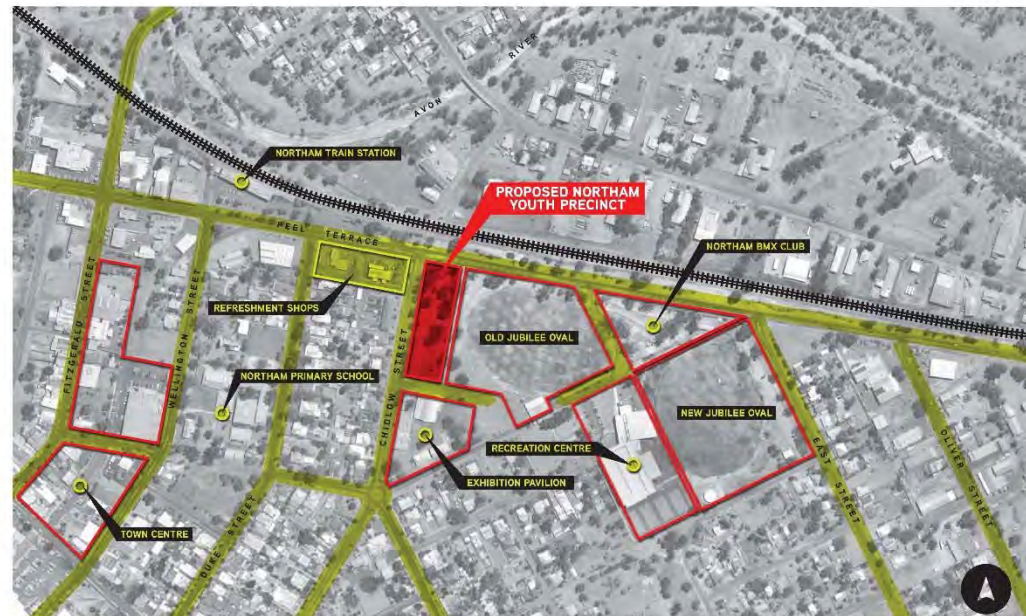 AVON RIVER
NORTHAM TRAIN STATION
PROPOSED NORTHAM
YOUTH PRECINCT
PEEL TERRACE
NORTHAM BMX CLUB
REFRESHMENT SHOPS
FITZGERALD STREET
WELLINGTON STREET
CHIDLOW STREET
OLD JUBILEE OVAL
NORTHAM PRIMARY SCHOOL
NEW JUBILEE OVAL
RECREATION CENTRE
EXHIBITION PAVILION
EAST STREET
OLIVER STREET
TOWN CENTRE
DUKE STREET